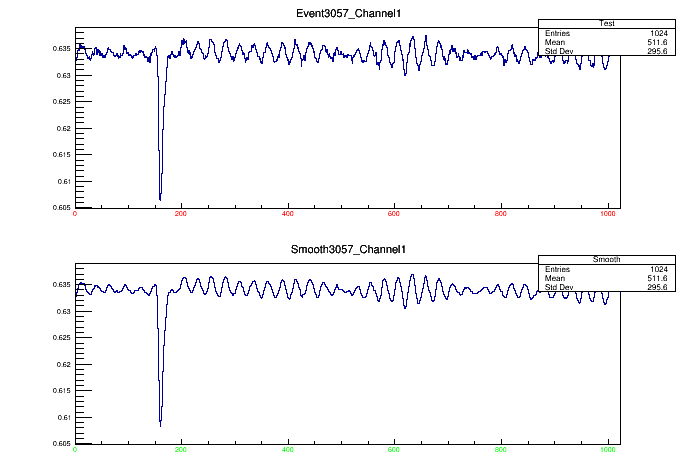 Event3057_Channel1
Test
Entries 1024
Mean 511.6
Std Dev 295.6
0.635
0.63
0.625
0.62
0.615
0.61
0.605
0 200 400 600 800 1000
Smooth3057_Channel1
Smooth
Entries 1024
Mean 511.6
Std Dev 295.6
0.635
0.63
0.625
0.62
0.615
0.61
0.605
0 200 400 600 800 1000